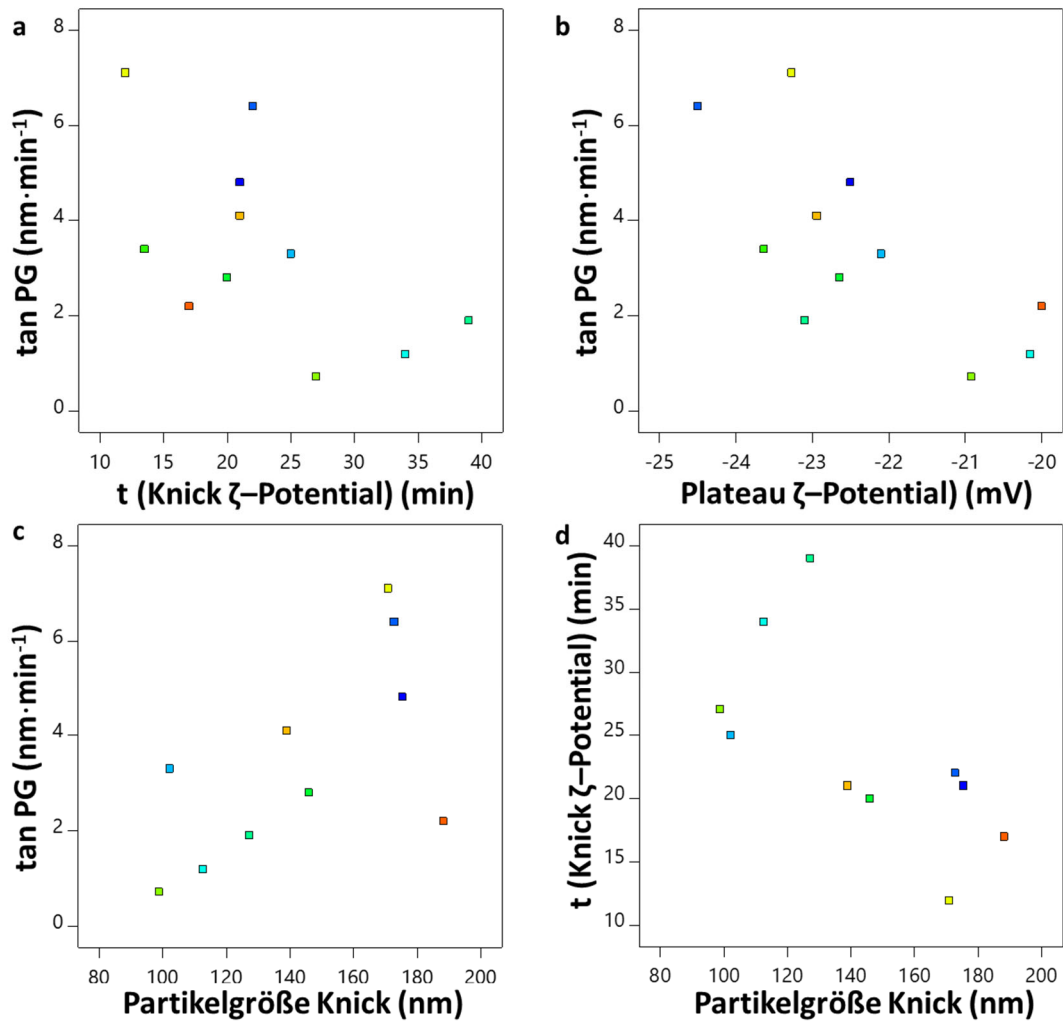 a
8
6
4
2
0
tan PG (nm·min⁻¹)
10 15 20 25 30 35 40
t (Knick ζ–Potential) (min)
b
8
6
4
2
0
tan PG (nm·min⁻¹)
-25 -24 -23 -22 -21 -20
Plateau ζ–Potential) (mV)
c
8
6
4
2
0
tan PG (nm·min⁻¹)
80 100 120 140 160 180 200
Partikelgröße Knick (nm)
d
40
35
30
25
20
15
10
t (Knick ζ–Potential) (min)
80 100 120 140 160 180 200
Partikelgröße Knick (nm)